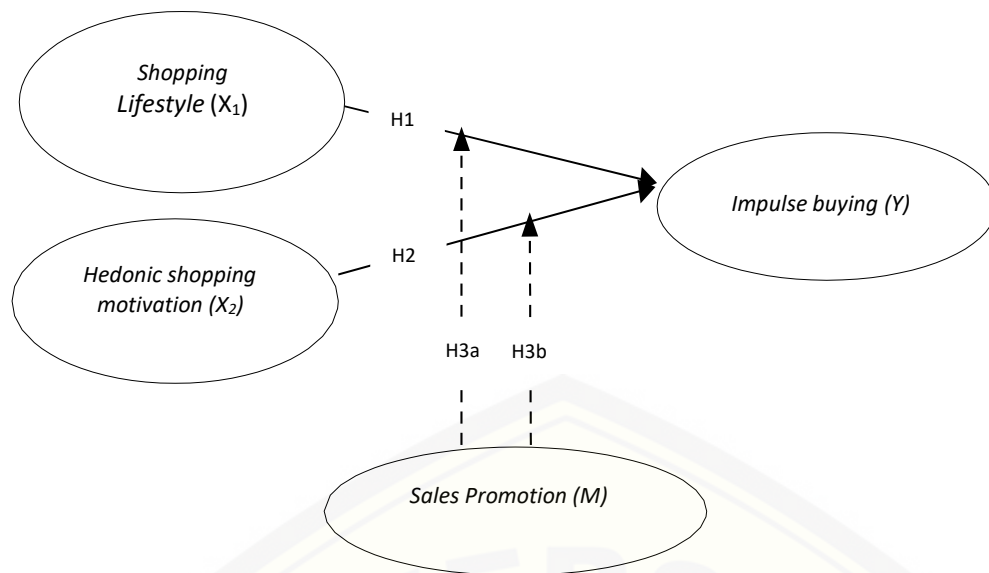 Shopping
Lifestyle (X₁)
H1
Impulse buying (Y)
H2
Hedonic shopping
motivation (X₂)
H3a
H3b
Sales Promotion (M)